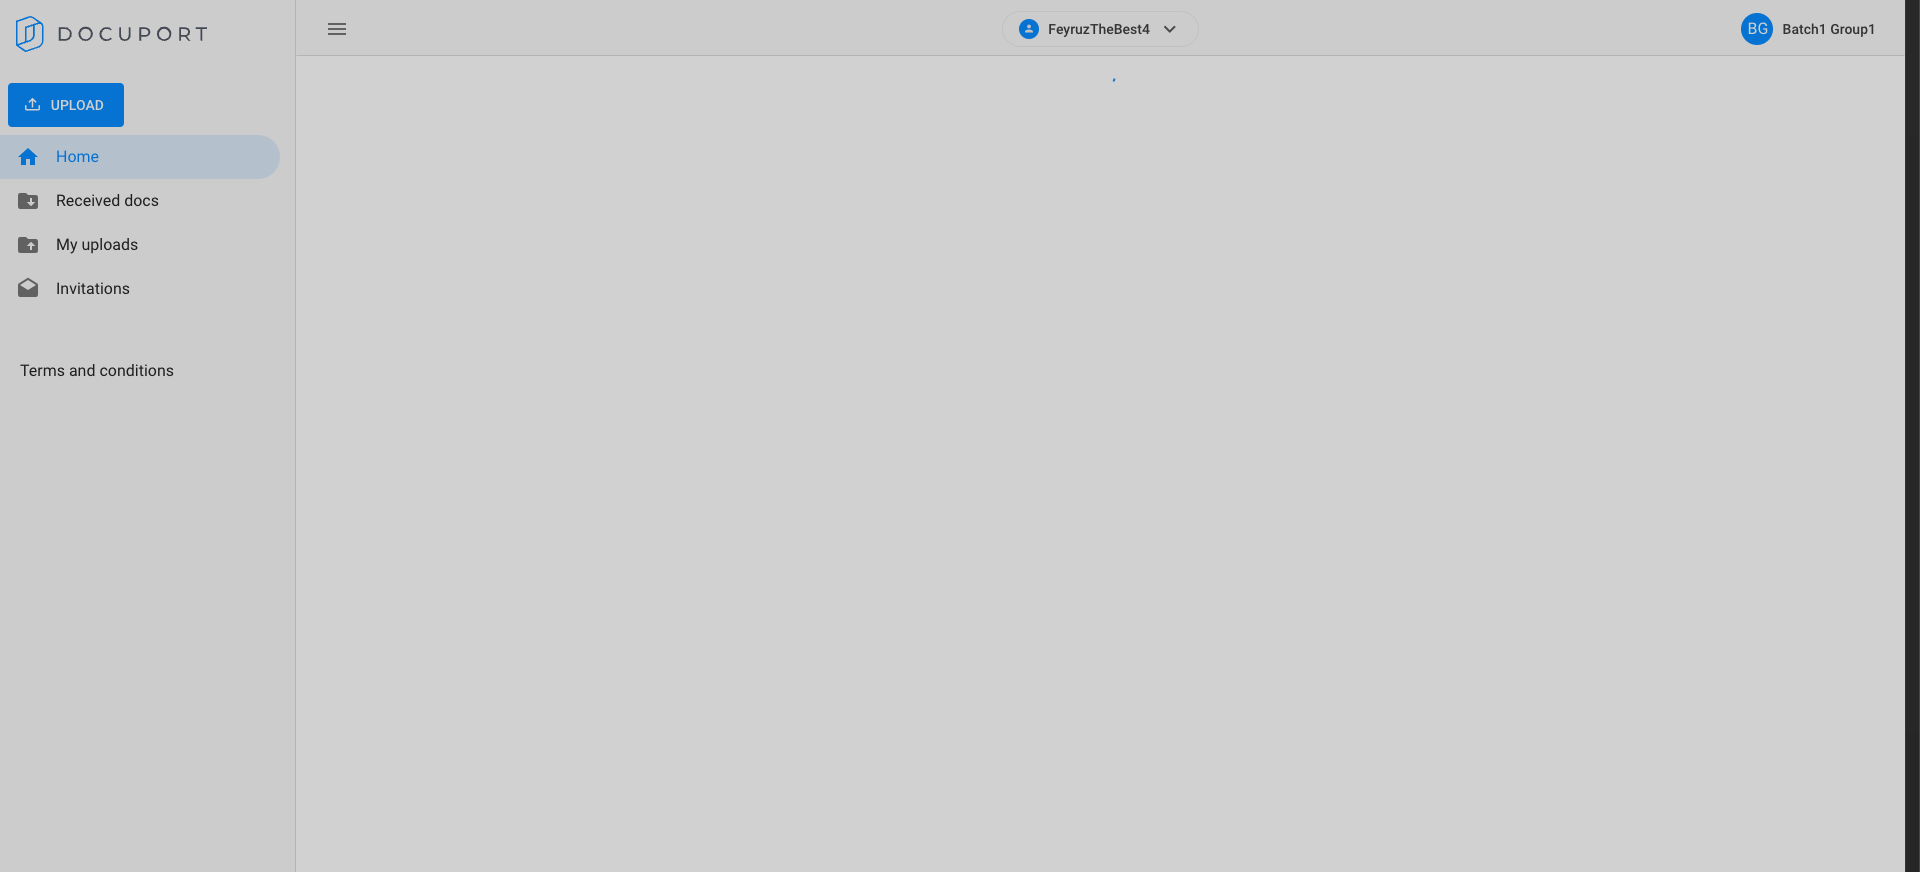 DOCUPORT
FeyruzTheBest4
BG Batch1 Group1
UPLOAD
Home
Received docs
My uploads
Invitations
Terms and conditions